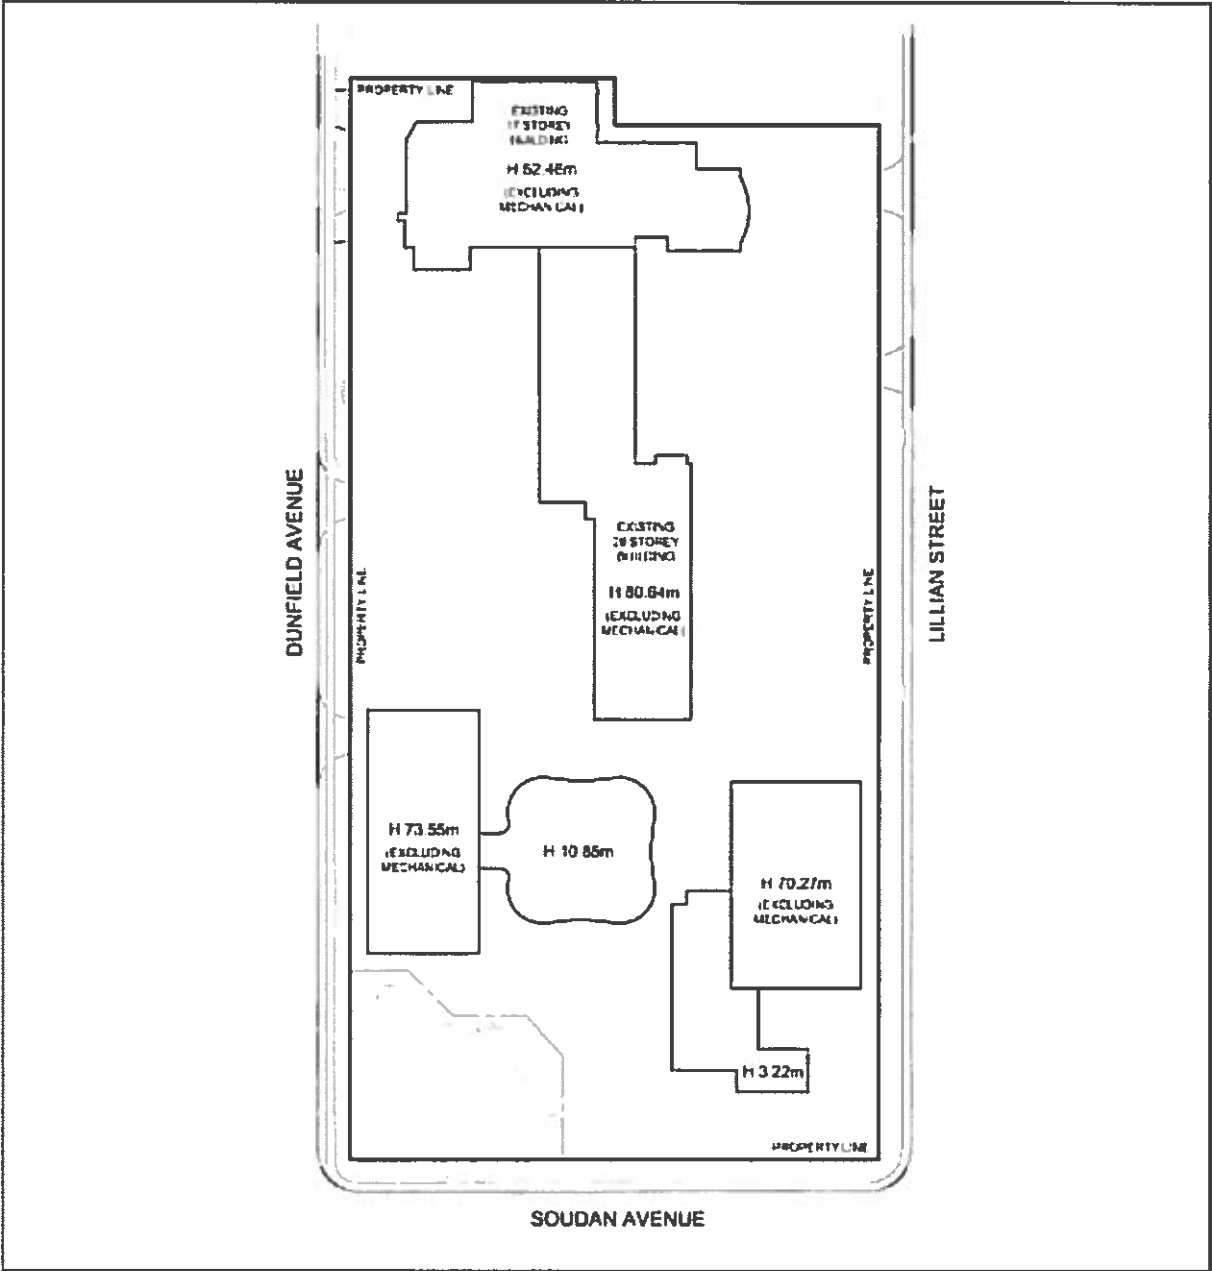 PROPERTY LINE
EXISTING
STOREY
BUILDING
H 52.46m
(EXCLUDING
MECHANICAL)
EXISTING
STOREY
BUILDING
H 80.64m
(EXCLUDING
MECHANICAL)
DUNFIELD AVENUE
PROPERTY LINE
PROPERTY LINE
LILLIAN STREET
H 73.55m
(EXCLUDING
MECHANICAL)
H 10.85m
H 70.27m
(EXCLUDING
MECHANICAL)
H 3.22m
PROPERTY LINE
SOUDAN AVENUE